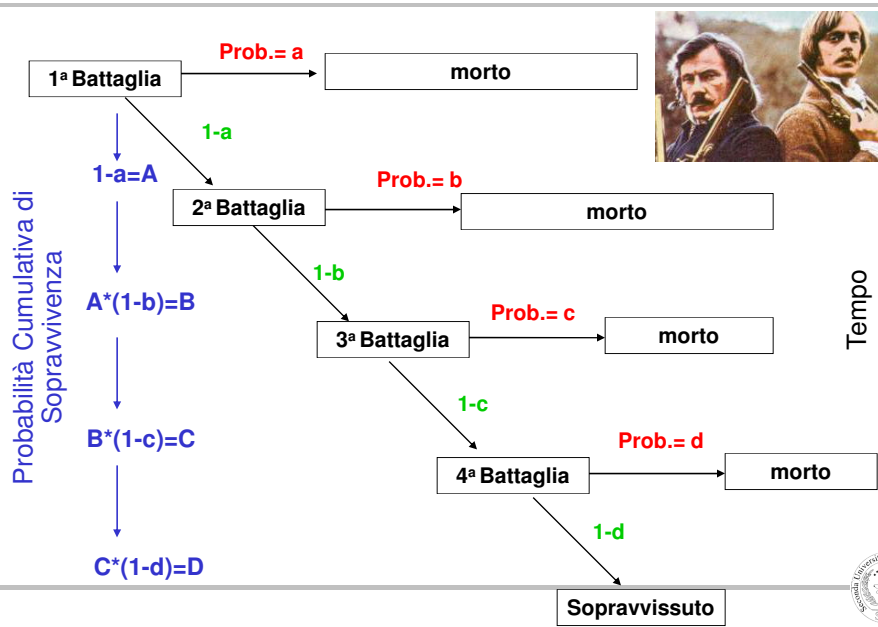 Prob.= a
1ª Battaglia
morto
1-a
1-a=A
Prob.= b
2ª Battaglia
morto
Probabilità Cumulativa di
Sopravvivenza
1-b
A*(1-b)=B
Prob.= c
3ª Battaglia
morto
Tempo
1-c
B*(1-c)=C
Prob.= d
4ª Battaglia
morto
1-d
C*(1-d)=D
Sopravvissuto
Seconda